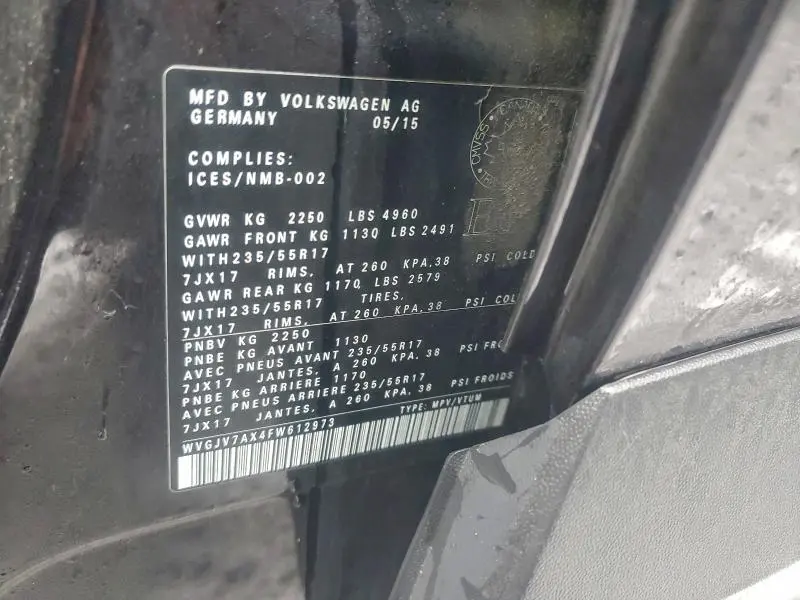 MFD BY VOLKSWAGEN AG
GERMANY 05/15
CMVSS
COMPLIES:
ICES/NMB-002
GVWR KG 2250 LBS 4960
GAWR FRONT KG 1130 LBS 2491
WITH235/55R17
7JX17 RIMS, AT 260 KPA,38 PSI COLD
GAWR REAR KG 1170 LBS 2579
WITH235/55R17 TIRES,
7JX17 RIMS, AT 260 KPA,38 PSI COL
PNBV KG 2250
PNBE KG AVANT 1130
AVEC PNEUS AVANT 235/55R17
7JX17 JANTES, A 260 KPA, 38 PSI FR
PNBE KG ARRIERE 1170
AVEC PNEUS ARRIERE 235/55R17
7JX17 JANTES, A 260 KPA, 38 PSI FROIDS
TYPE: MPV/VTUM
WVGJV7AX4FW612973